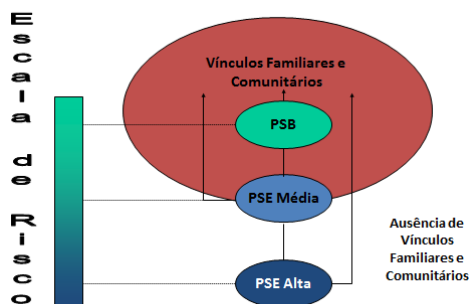 Escala de Risco
Vínculos Familiares e
Comunitários
PSB
PSE Média
PSE Alta
Ausência de
Vínculos
Familiares e
Comunitários